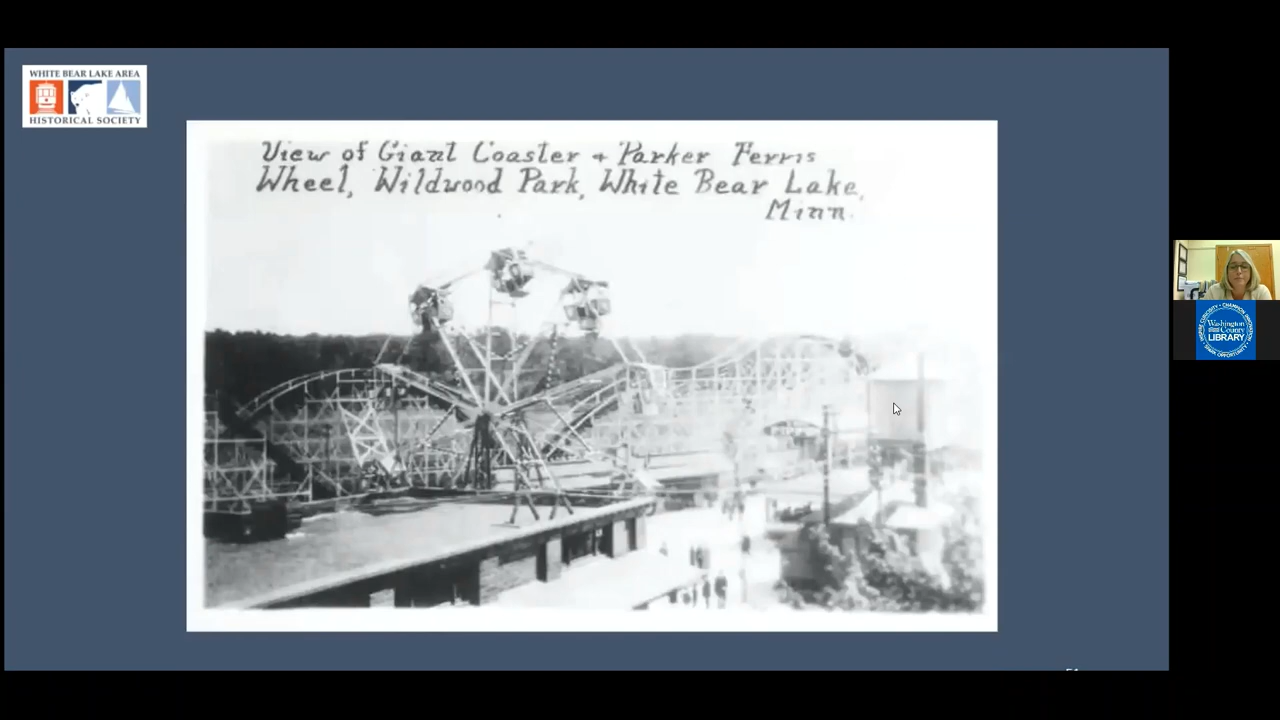 WHITE BEAR LAKE AREA
HISTORICAL SOCIETY
View of Giant Coaster + Parker Ferris
Wheel, Wildwood Park, White Bear Lake,
Minn.
Washington
County
LIBRARY